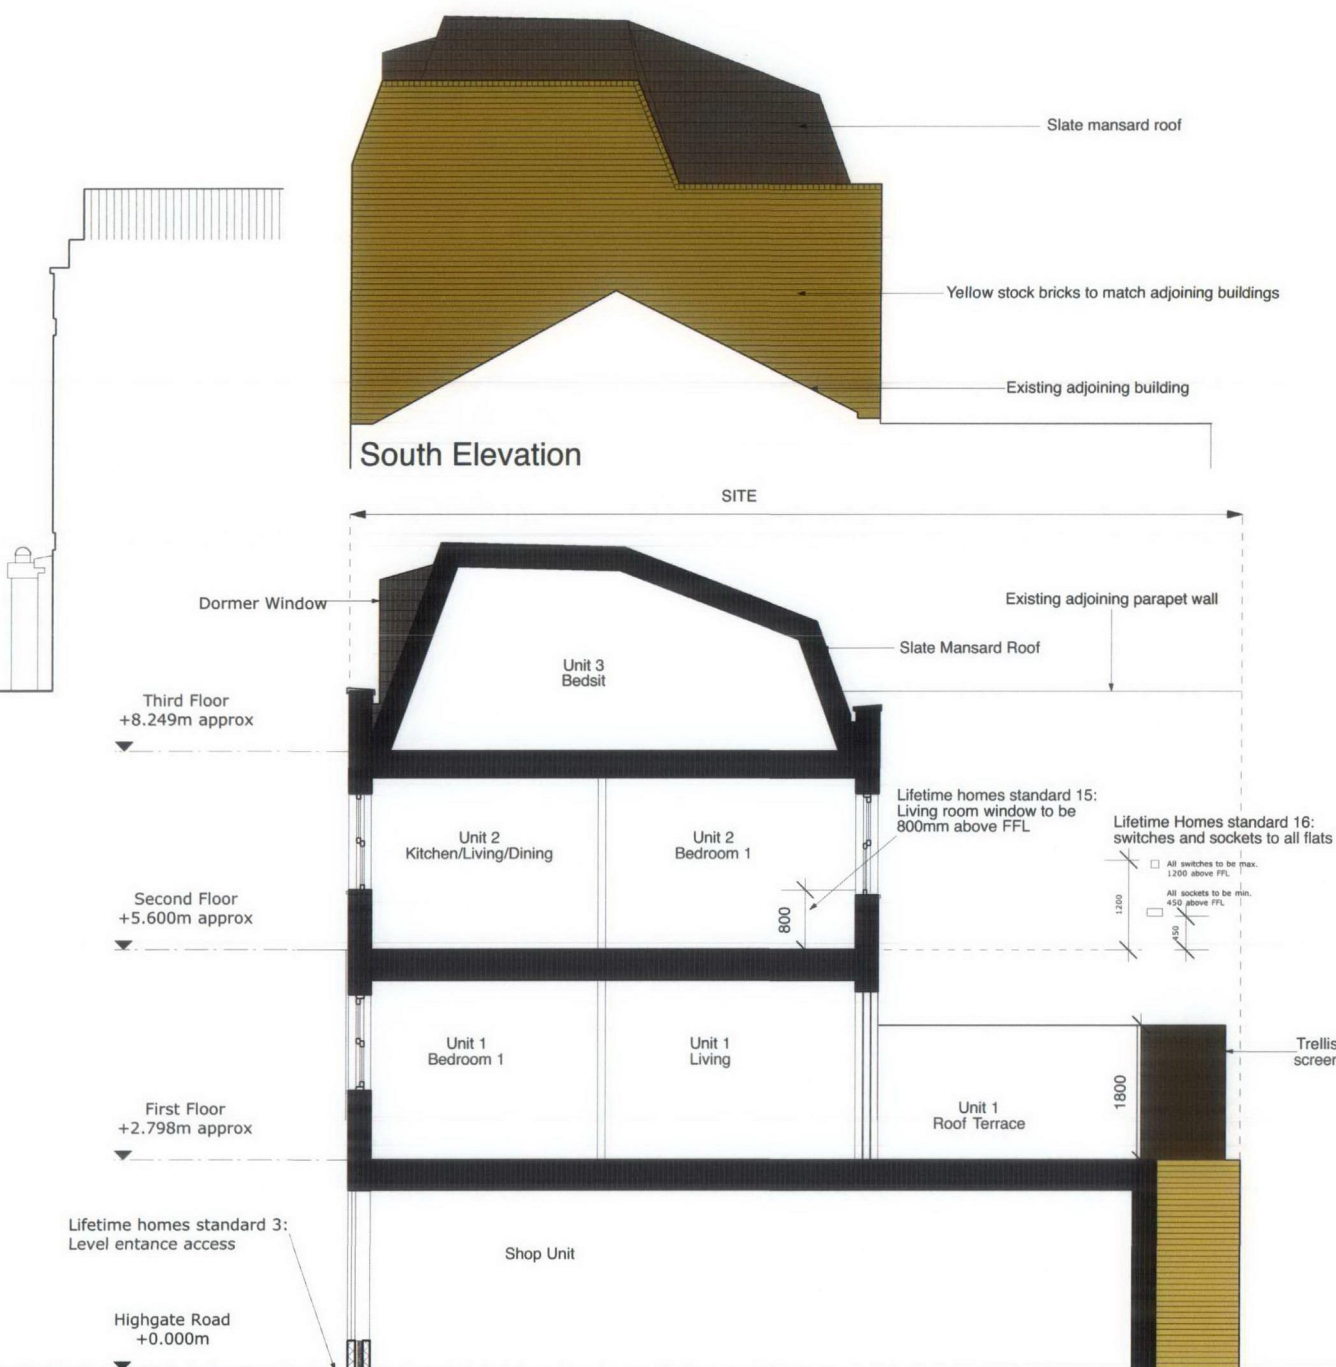 Slate mansard roof
Yellow stock bricks to match adjoining buildings
Existing adjoining building
South Elevation
SITE
Dormer Window
Existing adjoining parapet wall
Slate Mansard Roof
Unit 3
Bedsit
Third Floor
+8.249m approx
Lifetime homes standard 15:
Living room window to be
800mm above FFL
Lifetime Homes standard 16:
switches and sockets to all flats
All switches to be max.
1200 above FFL
All sockets to be min.
450 above FFL
1200
450
Unit 2
Kitchen/Living/Dining
Unit 2
Bedroom 1
800
Second Floor
+5.600m approx
Unit 1
Bedroom 1
Unit 1
Living
Trellis
screen
1800
Unit 1
Roof Terrace
First Floor
+2.798m approx
Lifetime homes standard 3:
Level entance access
Shop Unit
Highgate Road
+0.000m